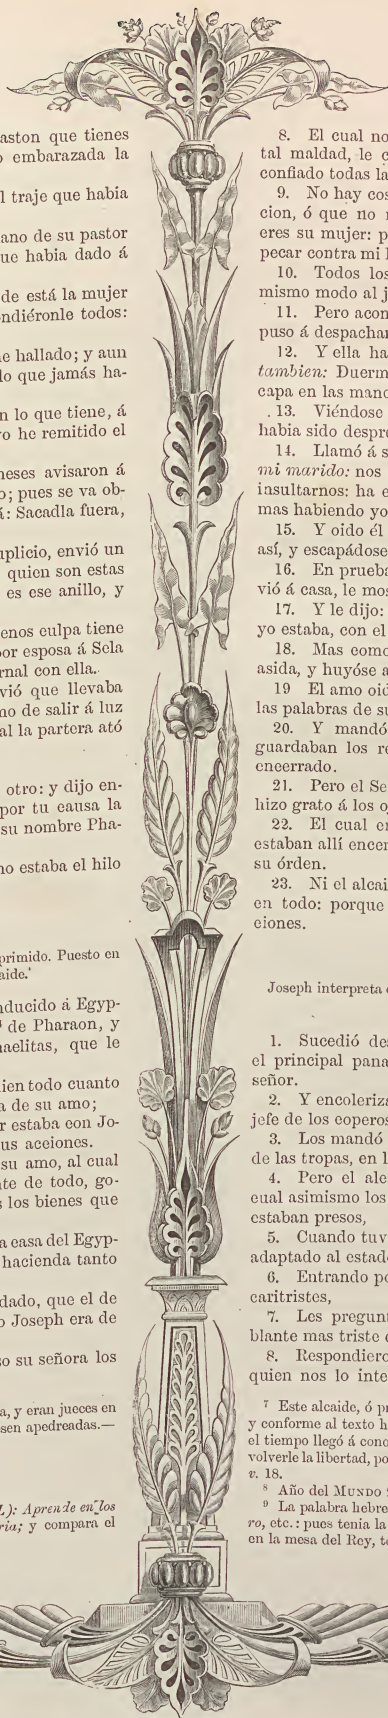 aston que tienes
embarazada la
l traje que habia
ano de su pastor
ue habia dado á
de está la mujer
ndiéronle todos:
e hallado; y aun
lo que jamás ha-
n lo que tiene, á
o he remitido el
neses avisaron á
o; pues se va ob-
á: Sacadla fuera,
uplicio, envió un
quien son estas
es ese anillo, y
enos culpa tiene
por esposa á Sela
rnal con ella.
vió que llevaba
no de salir á luz
al la partera ató
otro: y dijo en-
por tu causa la
su nombre Pha-
no estaba el hilo
primido. Puesto en
aide.
nducido á Egyp-
de Pharaon, y
naelitas, que le
ien todo cuanto
a de su amo;
r estaba con Jo-
us acciones.
su amo, al cual
te de todo, go-
s los bienes que
a casa del Egyp-
hacienda tanto
dado, que el de
o Joseph era de
so su señora los
a, y eran jueces en
sen apedreadas.—
I.): Aprende en los
ria; y compara el
8. El cual no
tal maldad, le c
confiado todas la
9. No hay cos
cion, ó que no
eres su mujer: p
pecar contra mi
10. Todos los
mismo modo al j
11. Pero acon
puso á despachar
12. Y ella ha
tambien: Duerm
capa en las mano
13. Viéndose
habia sido despre
14. Llamó á s
mi marido: nos
insultarnos: ha e
mas habiendo yo
15. Y oido él
así, y escapádose
16. En prueba
vió á casa, le mos
17. Y le dijo:
yo estaba, con el
18. Mas como
asida, y huyóse a
19 El amo oid
las palabras de su
20. Y mandó
guardaban los re
encerrado.
21. Pero el Se
hizo grato á los o
22. El cual en
estaban allí encer
su órden.
23. Ni el alcai
en todo: porque
ciones.
Joseph interpreta
1. Sucedió des
el principal pana
señor.
2. Y encoleriza
jefe de los coperos
3. Los mandó
de las tropas, en l
4. Pero el alc
cual asimismo los
estaban presos,
5. Cuando tuv
adaptado al estad
6. Entrando po
caritristes,
7. Les pregunt
blante mas triste
8. Respondiero
quien nos lo inte
7 Este alcaide, ó pr
y conforme al texto h
el tiempo llegó á cono
volverle la libertad, po
v. 18.
8 Año del MUNDO
9 La palabra hebre
ro, etc.: pues tenia la
en la mesa del Rey, t